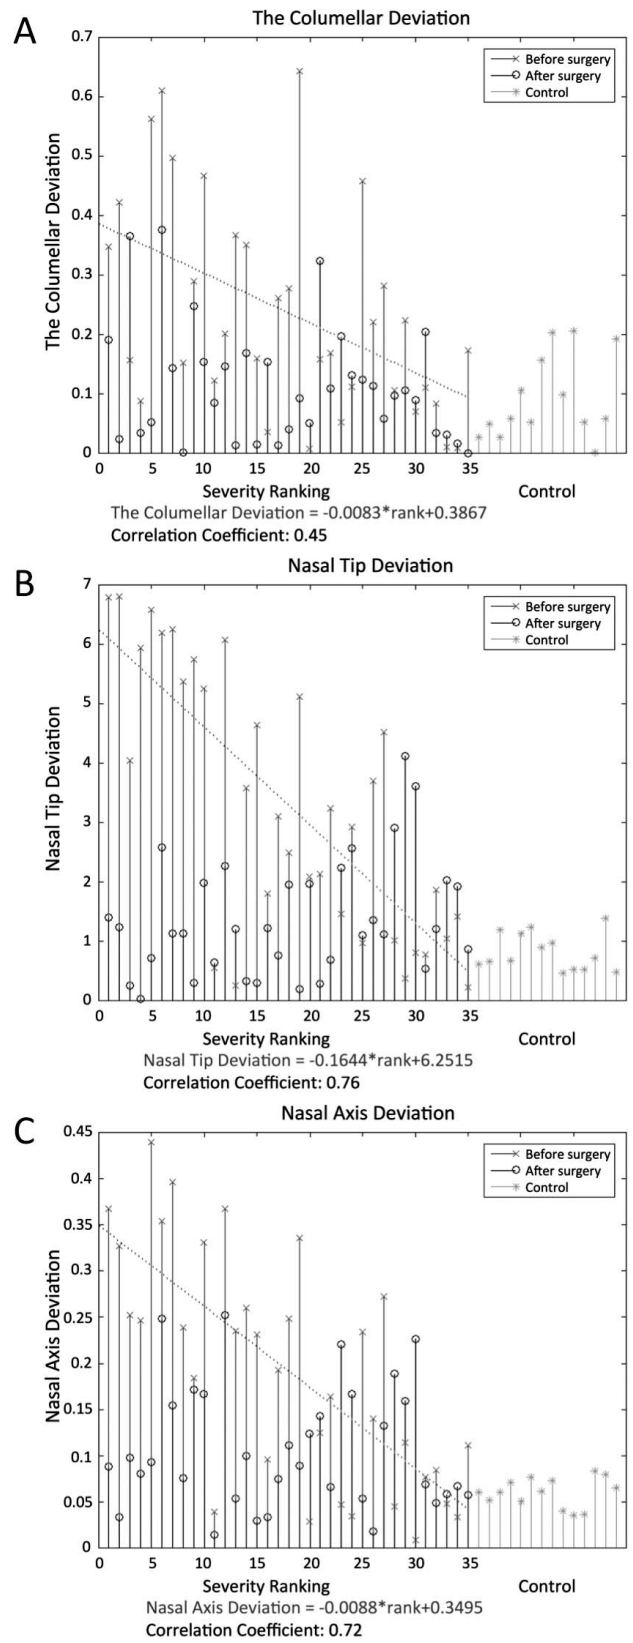 A
The Columellar Deviation
0.7
0.6
0.5
0.4
0.3
0.2
0.1
0
The Columellar Deviation
Before surgery
After surgery
Control
0 5 10 15 20 25 30 35
Severity Ranking Control
The Columellar Deviation = -0.0083*rank+0.3867
Correlation Coefficient: 0.45
B
Nasal Tip Deviation
7
6
5
4
3
2
1
0
Nasal Tip Deviation
Before surgery
After surgery
Control
0 5 10 15 20 25 30 35
Severity Ranking Control
Nasal Tip Deviation = -0.1644*rank+6.2515
Correlation Coefficient: 0.76
C
Nasal Axis Deviation
0.45
0.4
0.35
0.3
0.25
0.2
0.15
0.1
0.05
0
Nasal Axis Deviation
Before surgery
After surgery
Control
0 5 10 15 20 25 30 35
Severity Ranking Control
Nasal Axis Deviation = -0.0088*rank+0.3495
Correlation Coefficient: 0.72